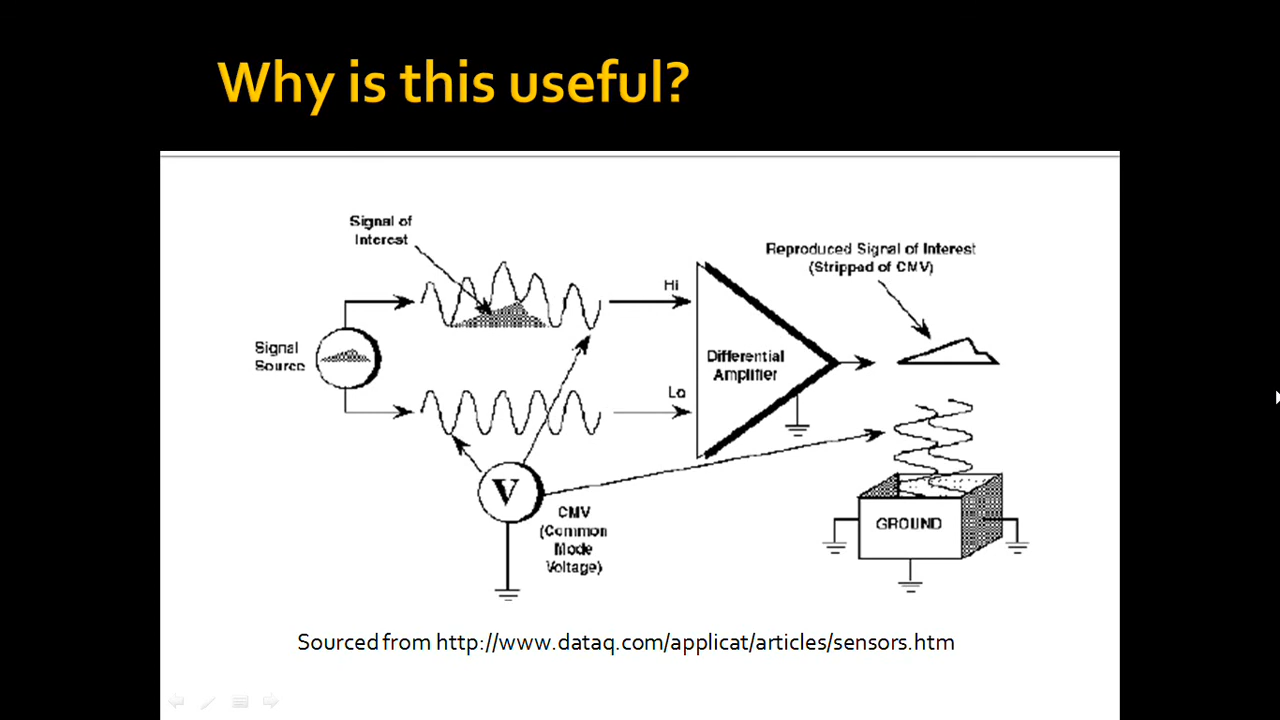 Why is this useful?
Signal of
Interest
Reproduced Signal of Interest
(Stripped of CMV)
Hi
Signal
Source
Differential
Amplifier
Lo
V
CMV
(Common
Mode
Voltage)
GROUND
Sourced from http://www.dataq.com/applicat/articles/sensors.htm